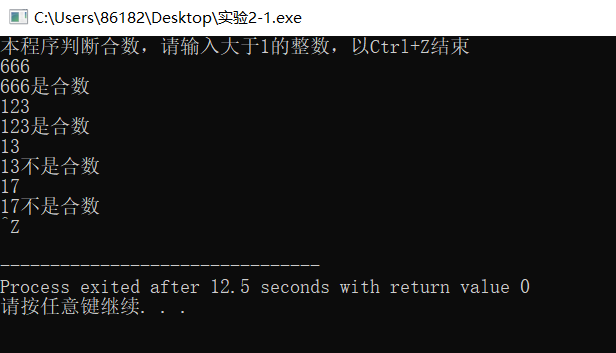 C:\Users\86182\Desktop\实验2-1.exe
本程序判断合数，请输入大于1的整数，以Ctrl+Z结束
666
666是合数
123
123是合数
13
13不是合数
17
17不是合数
^Z
--------------------------------
Process exited after 12.5 seconds with return value 0
请按任意键继续. . .